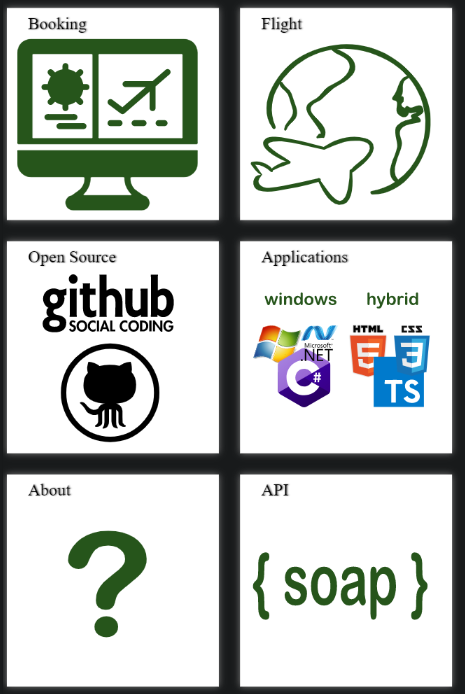 Booking
Flight
Open Source
github
SOCIAL CODING
Applications
windows
hybrid
Microsoft
.NET
C#
HTML
5
CSS
3
TS
About
?
API
{ soap }